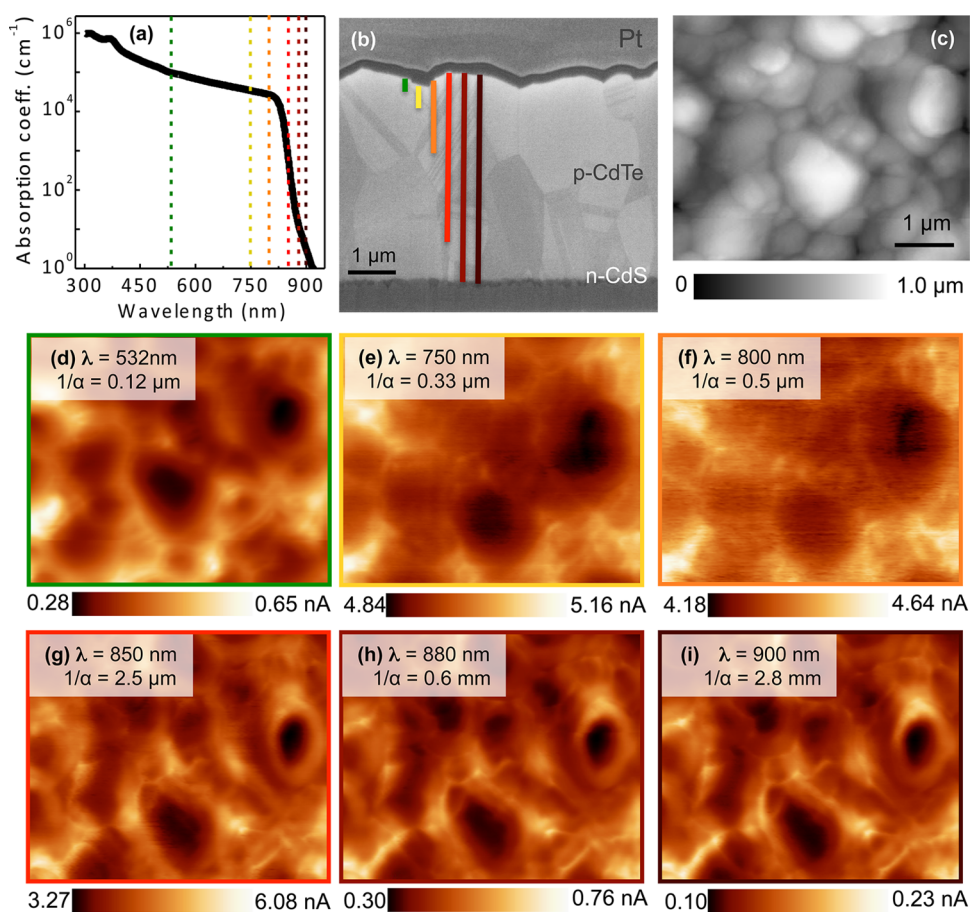 (a)
Absorption coeff. (cm⁻¹)
10⁶
10⁴
10²
10⁰
300 450 600 750 900
Wavelength (nm)
(b)
Pt
p-CdTe
1 μm
n-CdS
(c)
1 μm
0 1.0 μm
(d) λ = 532nm
1/α = 0.12 μm
0.28 0.65 nA
(e) λ = 750 nm
1/α = 0.33 μm
4.84 5.16 nA
(f) λ = 800 nm
1/α = 0.5 μm
4.18 4.64 nA
(g) λ = 850 nm
1/α = 2.5 μm
3.27 6.08 nA
(h) λ = 880 nm
1/α = 0.6 mm
0.30 0.76 nA
(i) λ = 900 nm
1/α = 2.8 mm
0.10 0.23 nA